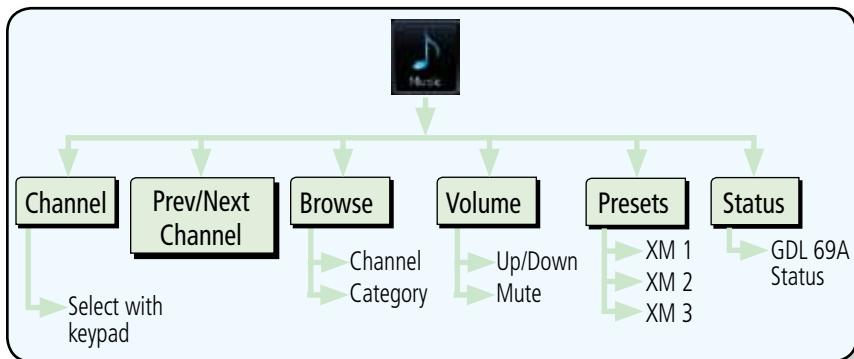 Music
Channel
Prev/Next
Channel
Browse
Volume
Presets
Status
Select with
keypad
Channel
Category
Up/Down
Mute
XM 1
XM 2
XM 3
GDL 69A
Status